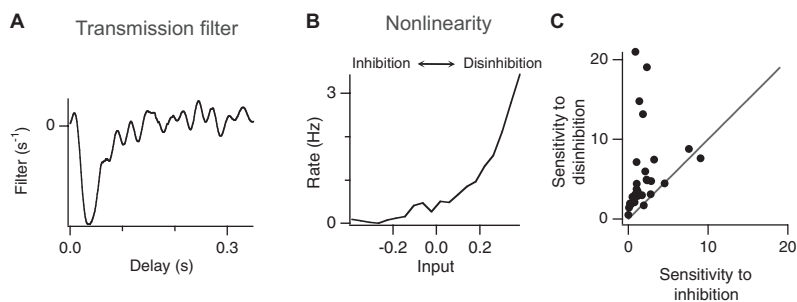 A
Transmission filter
0
Filter (s⁻¹)
0.0
0.3
Delay (s)
B
Nonlinearity
Inhibition
Disinhibition
3
Rate (Hz)
0
-0.2
0.0
0.2
Input
C
20
Sensitivity to
disinhibition
10
0
0
10
20
Sensitivity to
inhibition